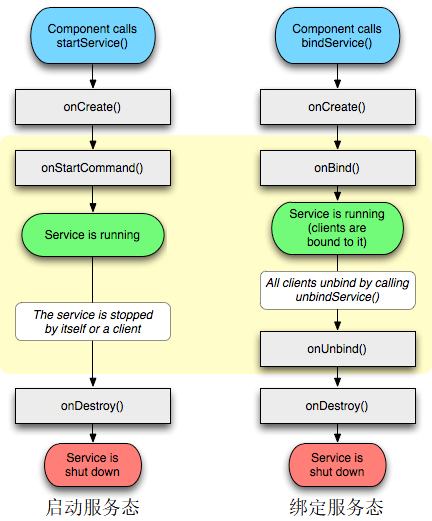 Component calls
startService()
onCreate()
onStartCommand()
Service is running
The service is stopped
by itself or a client
onDestroy()
Service is
shut down
启动服务态
Component calls
bindService()
onCreate()
onBind()
Service is running
(clients are
bound to it)
All clients unbind by calling
unbindService()
onUnbind()
onDestroy()
Service is
shut down
绑定服务态